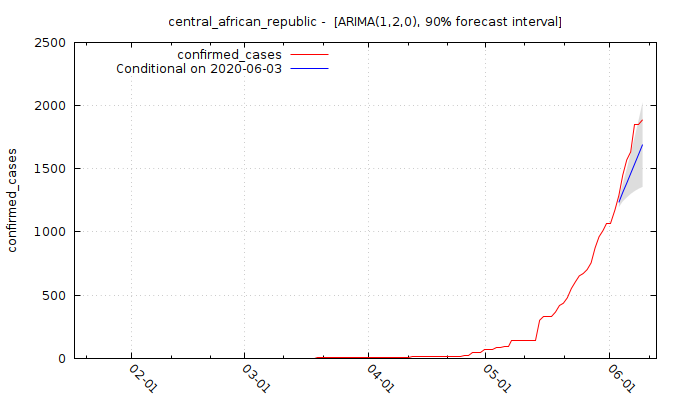 central_african_republic - [ARIMA(1,2,0), 90% forecast interval]
confirmed_cases
Conditional on 2020-06-03
2500
2000
1500
1000
500
0
confirmed_cases
02-01
03-01
04-01
05-01
06-01